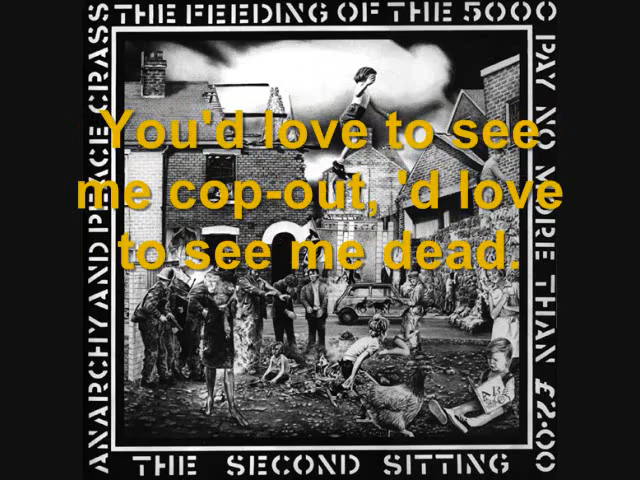 THE FEEDING OF THE 5000
ANARCHY AND PEACE CRASS
PAY NO MORE THAN £2·00
You'd love to see
me cop-out, 'd love
to see me dead.
THE SECOND SITTING